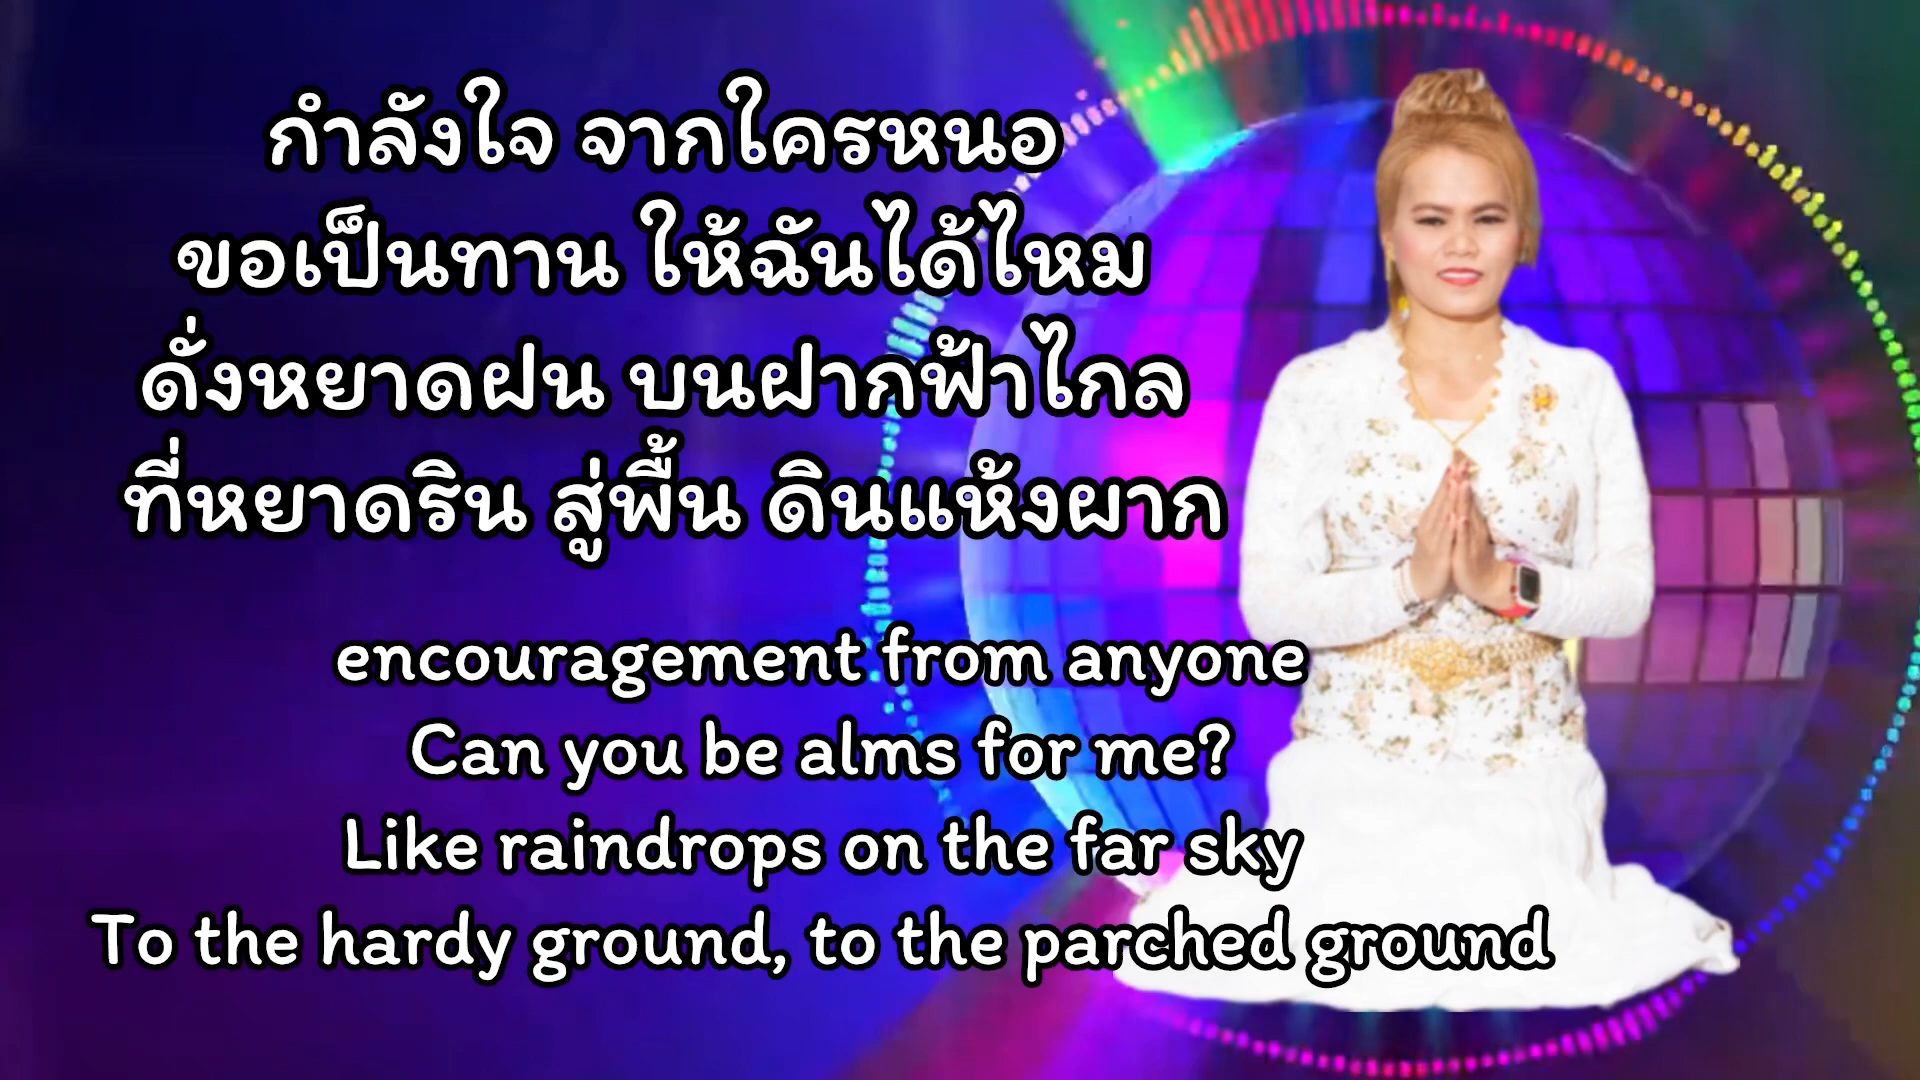 กำลังใจ จากใครหนอ
ขอเป็นทาน ให้ฉันได้ไหม
ดั่งหยาดฝน บนฝากฟ้าไกล
ที่หยาดริน สู่พื้น ดินแห้งผาก
encouragement from anyone
Can you be alms for me?
Like raindrops on the far sky
To the hardy ground, to the parched ground